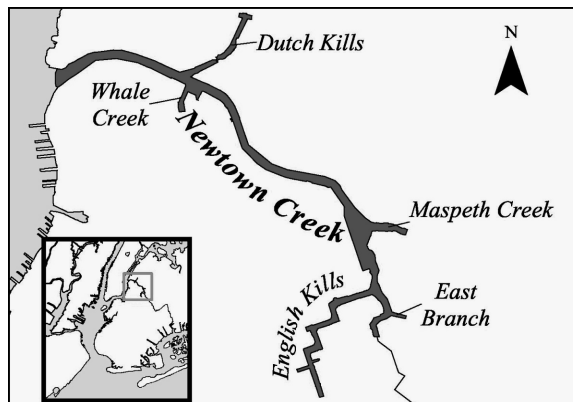 N
Dutch Kills
Whale
Creek
Newtown Creek
Maspeth Creek
English Kills
East
Branch